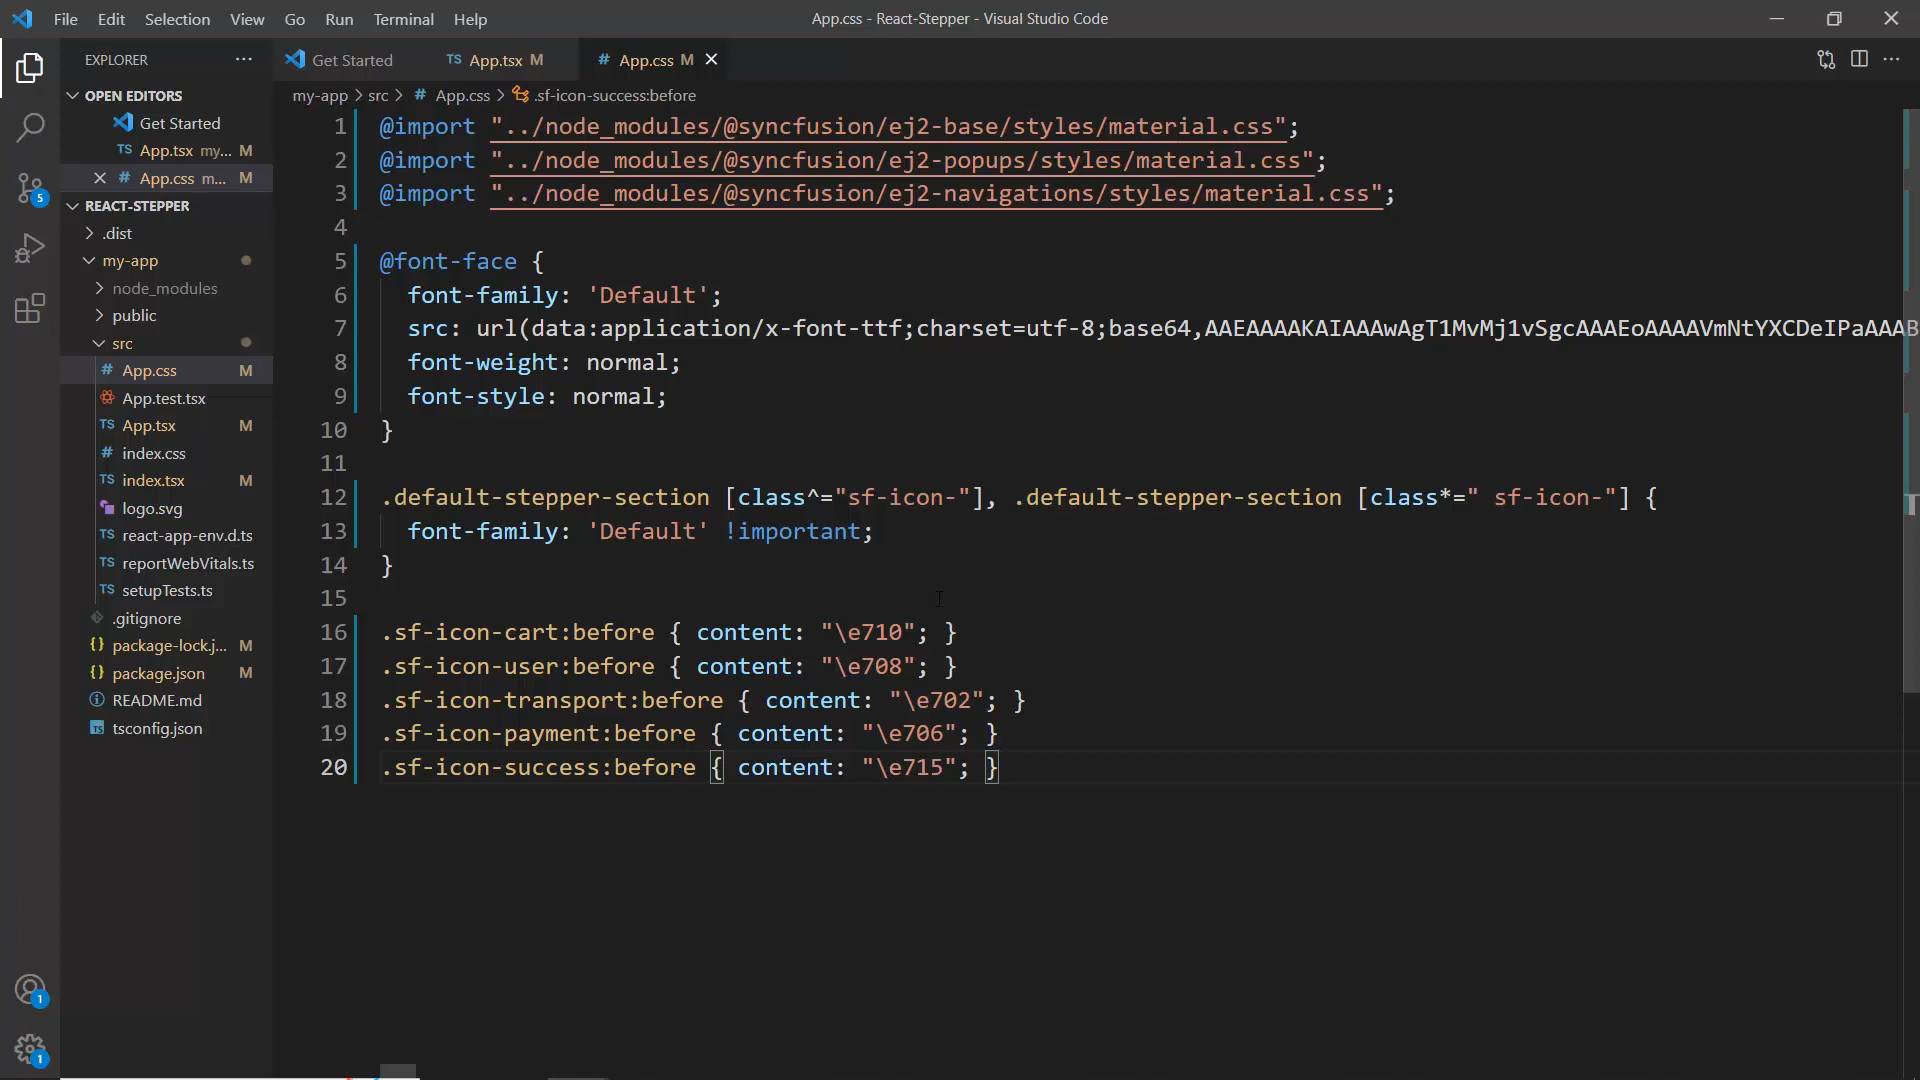 File Edit Selection View Go Run Terminal Help
App.css - React-Stepper - Visual Studio Code
EXPLORER
Get Started
TS App.tsx M
# App.css M
OPEN EDITORS
my-app > src > # App.css > .sf-icon-success:before
Get Started
TS App.tsx my... M
# App.css m... M
REACT-STEPPER
.dist
my-app
node_modules
public
src
# App.css M
App.test.tsx
TS App.tsx M
# index.css
TS index.tsx M
logo.svg
TS react-app-env.d.ts
TS reportWebVitals.ts
TS setupTests.ts
.gitignore
{} package-lock.j... M
{} package.json M
README.md
tsconfig.json
5
1
1
1 @import "../node_modules/@syncfusion/ej2-base/styles/material.css";
2 @import "../node_modules/@syncfusion/ej2-popups/styles/material.css";
3 @import "../node_modules/@syncfusion/ej2-navigations/styles/material.css";
4
5 @font-face {
6 font-family: 'Default';
7 src: url(data:application/x-font-ttf;charset=utf-8;base64,AAEAAAAKAIAAAwAgT1MvMj1vSgcAAAEoAAAAVmNtYXCDeIPaAAAB
8 font-weight: normal;
9 font-style: normal;
10 }
11
12 .default-stepper-section [class^="sf-icon-"], .default-stepper-section [class*=" sf-icon-"] {
13 font-family: 'Default' !important;
14 }
15
16 .sf-icon-cart:before { content: "\e710"; }
17 .sf-icon-user:before { content: "\e708"; }
18 .sf-icon-transport:before { content: "\e702"; }
19 .sf-icon-payment:before { content: "\e706"; }
20 .sf-icon-success:before { content: "\e715"; }